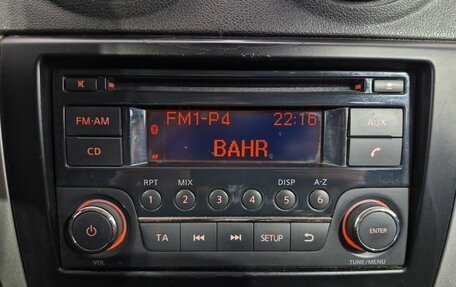 FM1-P4 22:16
BAHR
FM-AM
AUX
CD
RPT MIX DISP A-Z
1 2 3 4 5 6
TA SETUP
ENTER
VOL TUNE/MENU